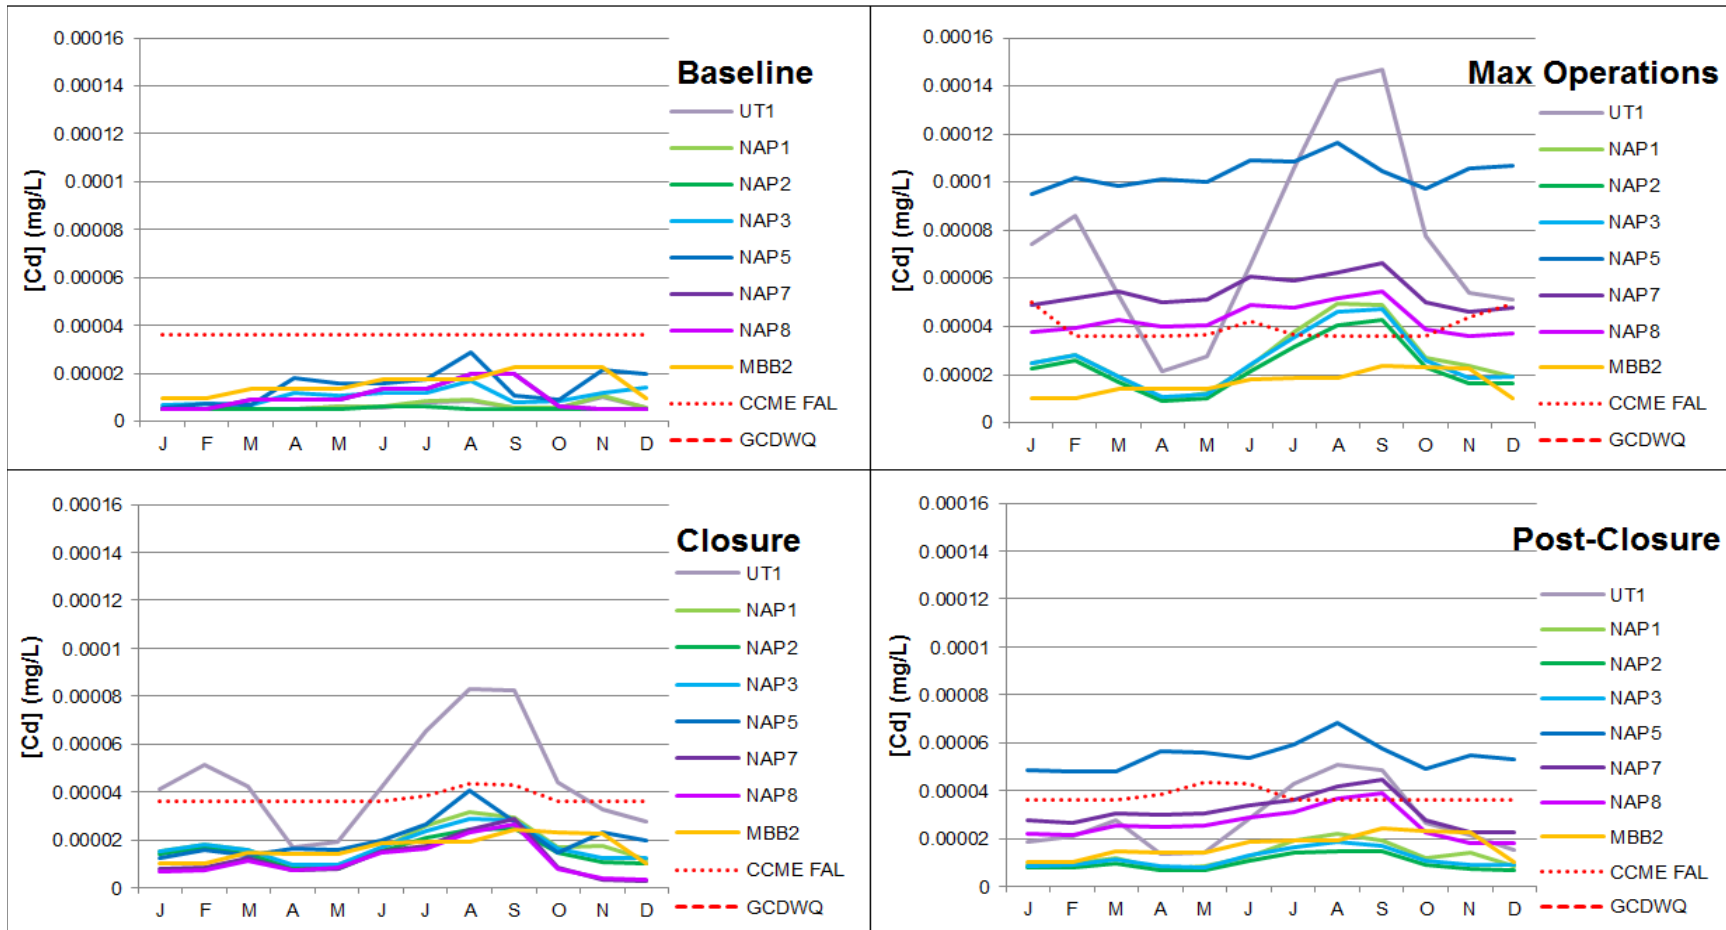 Baseline
[Cd] (mg/L)
0.00016
0.00014
0.00012
0.0001
0.00008
0.00006
0.00004
0.00002
0
J F M A M J J A S O N D
UT1
NAP1
NAP2
NAP3
NAP5
NAP7
NAP8
MBB2
CCME FAL
GCDWQ
Max Operations
[Cd] (mg/L)
0.00016
0.00014
0.00012
0.0001
0.00008
0.00006
0.00004
0.00002
0
J F M A M J J A S O N D
UT1
NAP1
NAP2
NAP3
NAP5
NAP7
NAP8
MBB2
CCME FAL
GCDWQ
Closure
[Cd] (mg/L)
0.00016
0.00014
0.00012
0.0001
0.00008
0.00006
0.00004
0.00002
0
J F M A M J J A S O N D
UT1
NAP1
NAP2
NAP3
NAP5
NAP7
NAP8
MBB2
CCME FAL
GCDWQ
Post-Closure
[Cd] (mg/L)
0.00016
0.00014
0.00012
0.0001
0.00008
0.00006
0.00004
0.00002
0
J F M A M J J A S O N D
UT1
NAP1
NAP2
NAP3
NAP5
NAP7
NAP8
MBB2
CCME FAL
GCDWQ